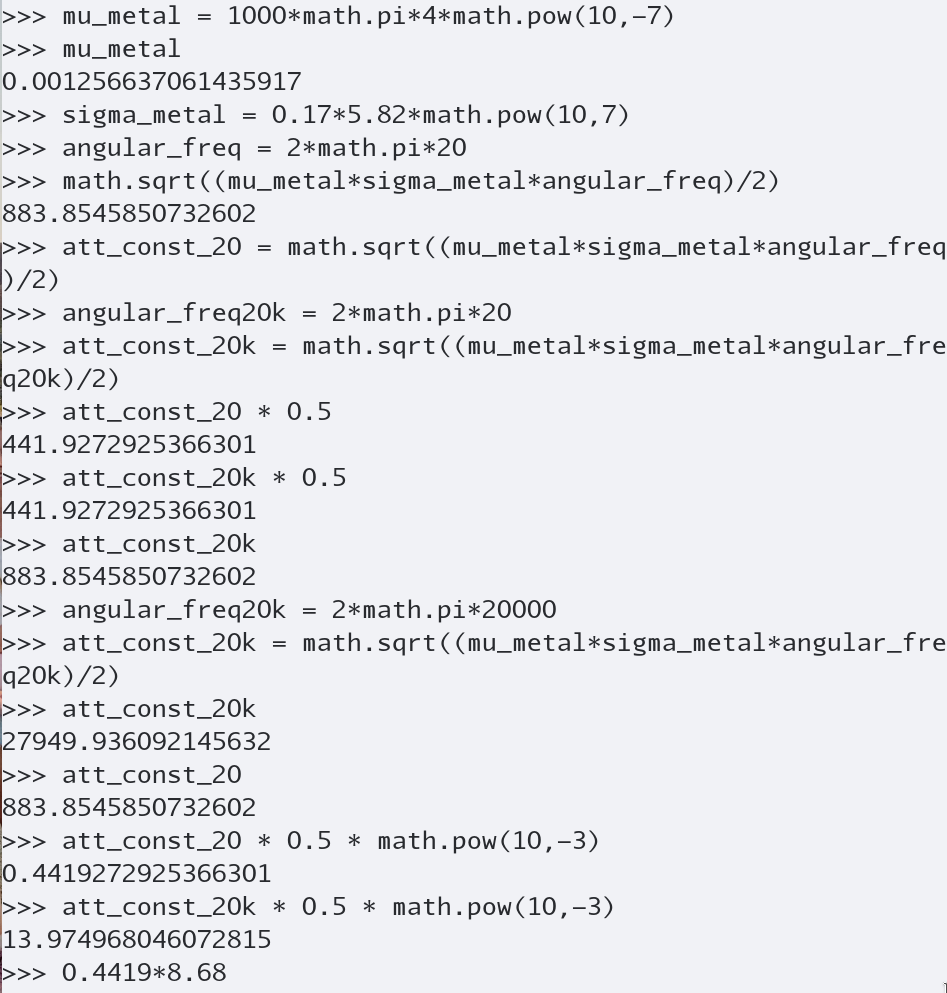 >>> mu_metal = 1000*math.pi*4*math.pow(10,-7)
>>> mu_metal
0.001256637061435917
>>> sigma_metal = 0.17*5.82*math.pow(10,7)
>>> angular_freq = 2*math.pi*20
>>> math.sqrt((mu_metal*sigma_metal*angular_freq)/2)
883.8545850732602
>>> att_const_20 = math.sqrt((mu_metal*sigma_metal*angular_freq
)/2)
>>> angular_freq20k = 2*math.pi*20
>>> att_const_20k = math.sqrt((mu_metal*sigma_metal*angular_fre
q20k)/2)
>>> att_const_20 * 0.5
441.9272925366301
>>> att_const_20k * 0.5
441.9272925366301
>>> att_const_20k
883.8545850732602
>>> angular_freq20k = 2*math.pi*20000
>>> att_const_20k = math.sqrt((mu_metal*sigma_metal*angular_fre
q20k)/2)
>>> att_const_20k
27949.936092145632
>>> att_const_20
883.8545850732602
>>> att_const_20 * 0.5 * math.pow(10,-3)
0.4419272925366301
>>> att_const_20k * 0.5 * math.pow(10,-3)
13.974968046072815
>>> 0.4419*8.68